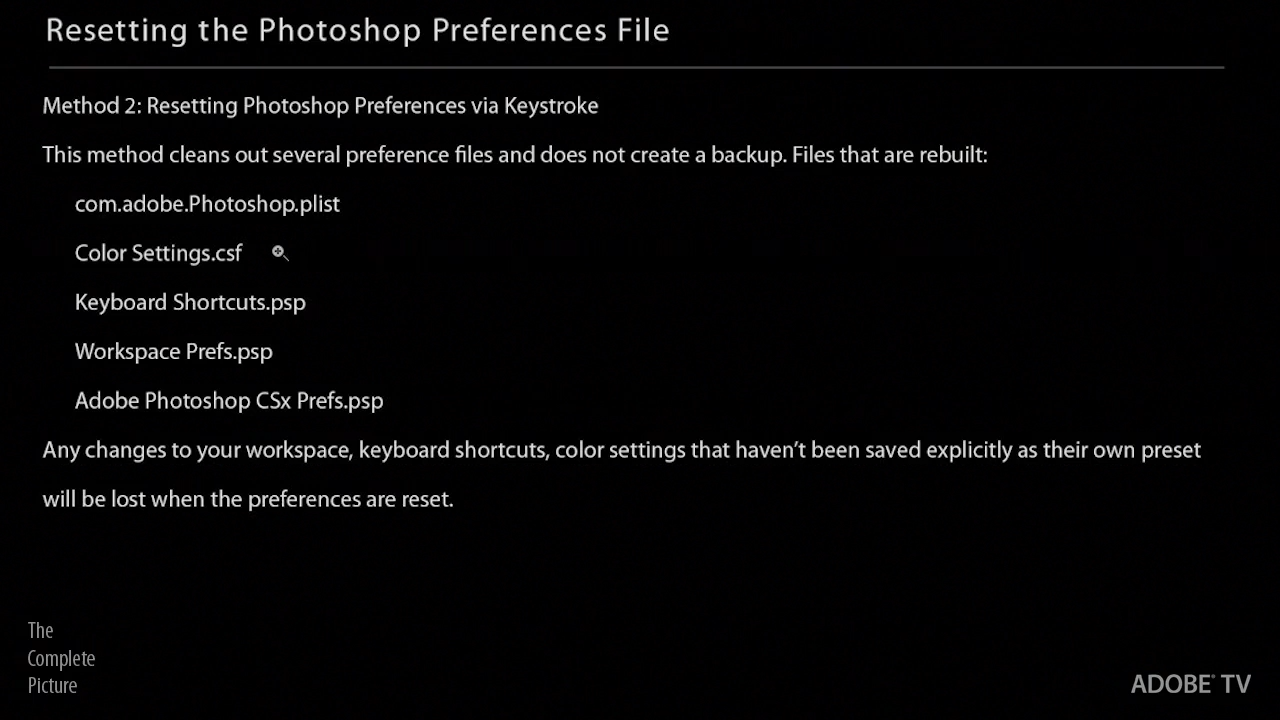 Resetting the Photoshop Preferences File
Method 2: Resetting Photoshop Preferences via Keystroke
This method cleans out several preference files and does not create a backup. Files that are rebuilt:
com.adobe.Photoshop.plist
Color Settings.csf
Keyboard Shortcuts.psp
Workspace Prefs.psp
Adobe Photoshop CSx Prefs.psp
Any changes to your workspace, keyboard shortcuts, color settings that haven’t been saved explicitly as their own preset
will be lost when the preferences are reset.
The
Complete
Picture
ADOBE® TV